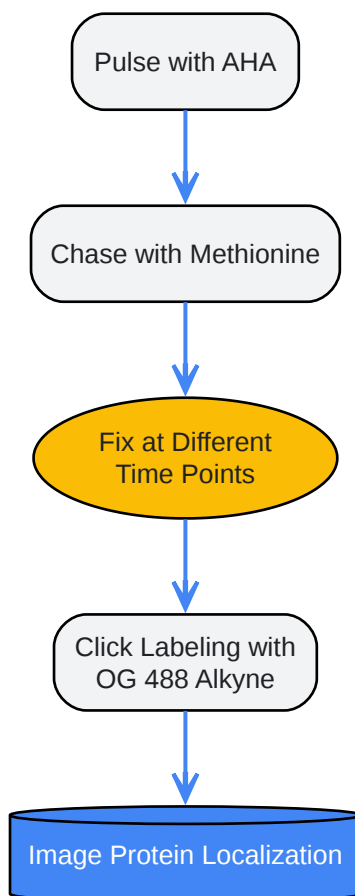 Pulse with AHA
Chase with Methionine
Fix at Different
Time Points
Click Labeling with
OG 488 Alkyne
Image Protein Localization